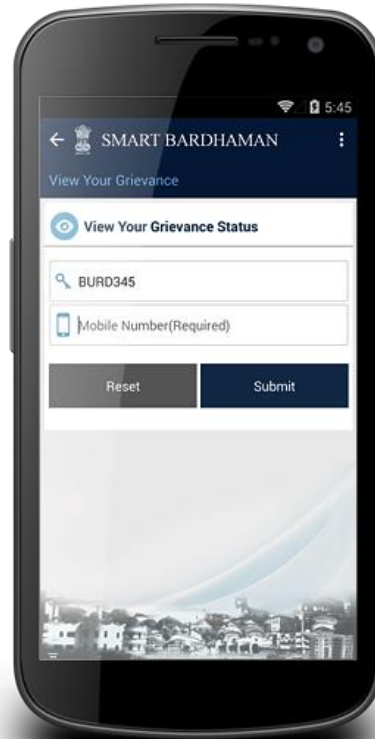 5:45
SMART BARDHAMAN
View Your Grievance
View Your Grievance Status
BURD345
Mobile Number(Required)
Reset
Submit